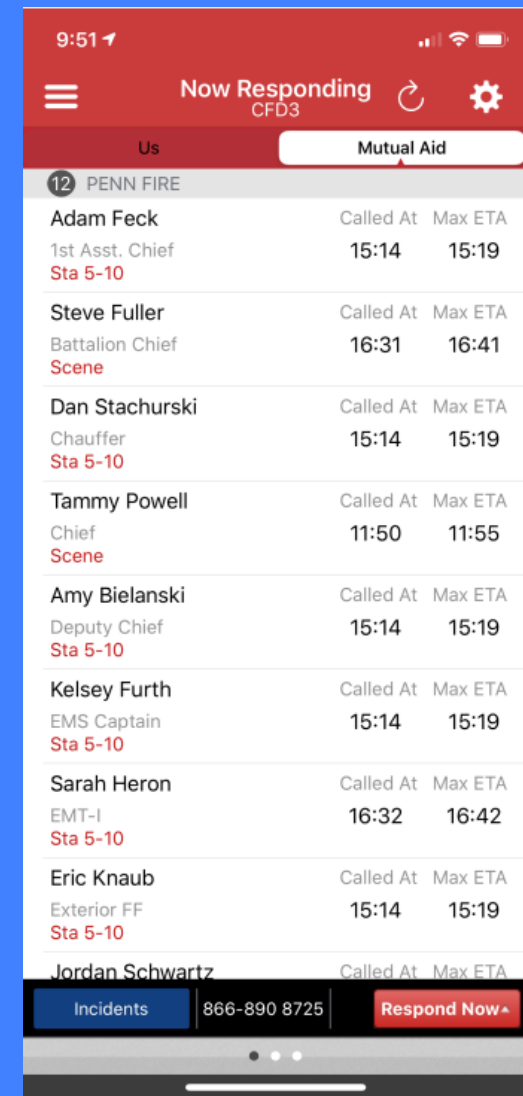 9:51
Now Responding
CFD3
Us Mutual Aid
12 PENN FIRE
Adam Feck Called At Max ETA
1st Asst. Chief 15:14 15:19
Sta 5-10
Steve Fuller Called At Max ETA
Battalion Chief 16:31 16:41
Scene
Dan Stachurski Called At Max ETA
Chauffer 15:14 15:19
Sta 5-10
Tammy Powell Called At Max ETA
Chief 11:50 11:55
Scene
Amy Bielanski Called At Max ETA
Deputy Chief 15:14 15:19
Sta 5-10
Kelsey Furth Called At Max ETA
EMS Captain 15:14 15:19
Sta 5-10
Sarah Heron Called At Max ETA
EMT-I 16:32 16:42
Sta 5-10
Eric Knaub Called At Max ETA
Exterior FF 15:14 15:19
Sta 5-10
Jordan Schwartz Called At Max ETA
Incidents 866-890 8725 Respond Now